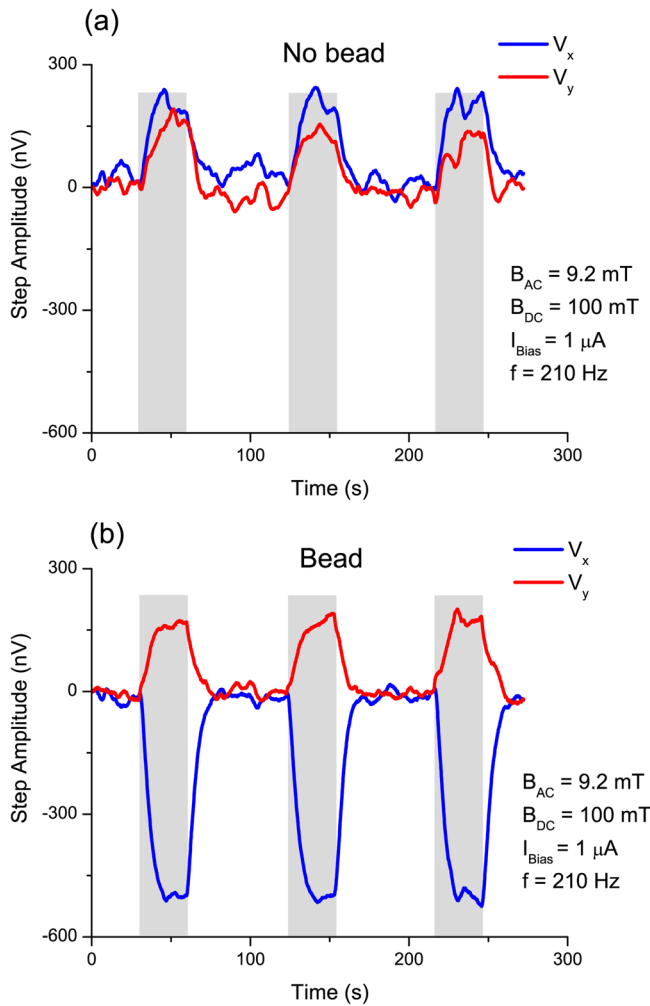 (a)
No bead
Vx
Vy
Step Amplitude (nV)
300
0
-300
-600
BAC = 9.2 mT
BDC = 100 mT
IBias = 1 μA
f = 210 Hz
0 100 200 300
Time (s)
(b)
Bead
Vx
Vy
Step Amplitude (nV)
300
0
-300
-600
BAC = 9.2 mT
BDC = 100 mT
IBias = 1 μA
f = 210 Hz
0 100 200 300
Time (s)